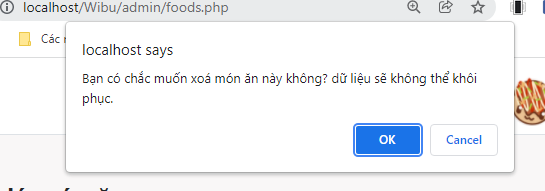 localhost/Wibu/admin/foods.php
Các
localhost says
Bạn có chắc muốn xoá món ăn này không? dữ liệu sẽ không thể khôi
phục.
OK
Cancel